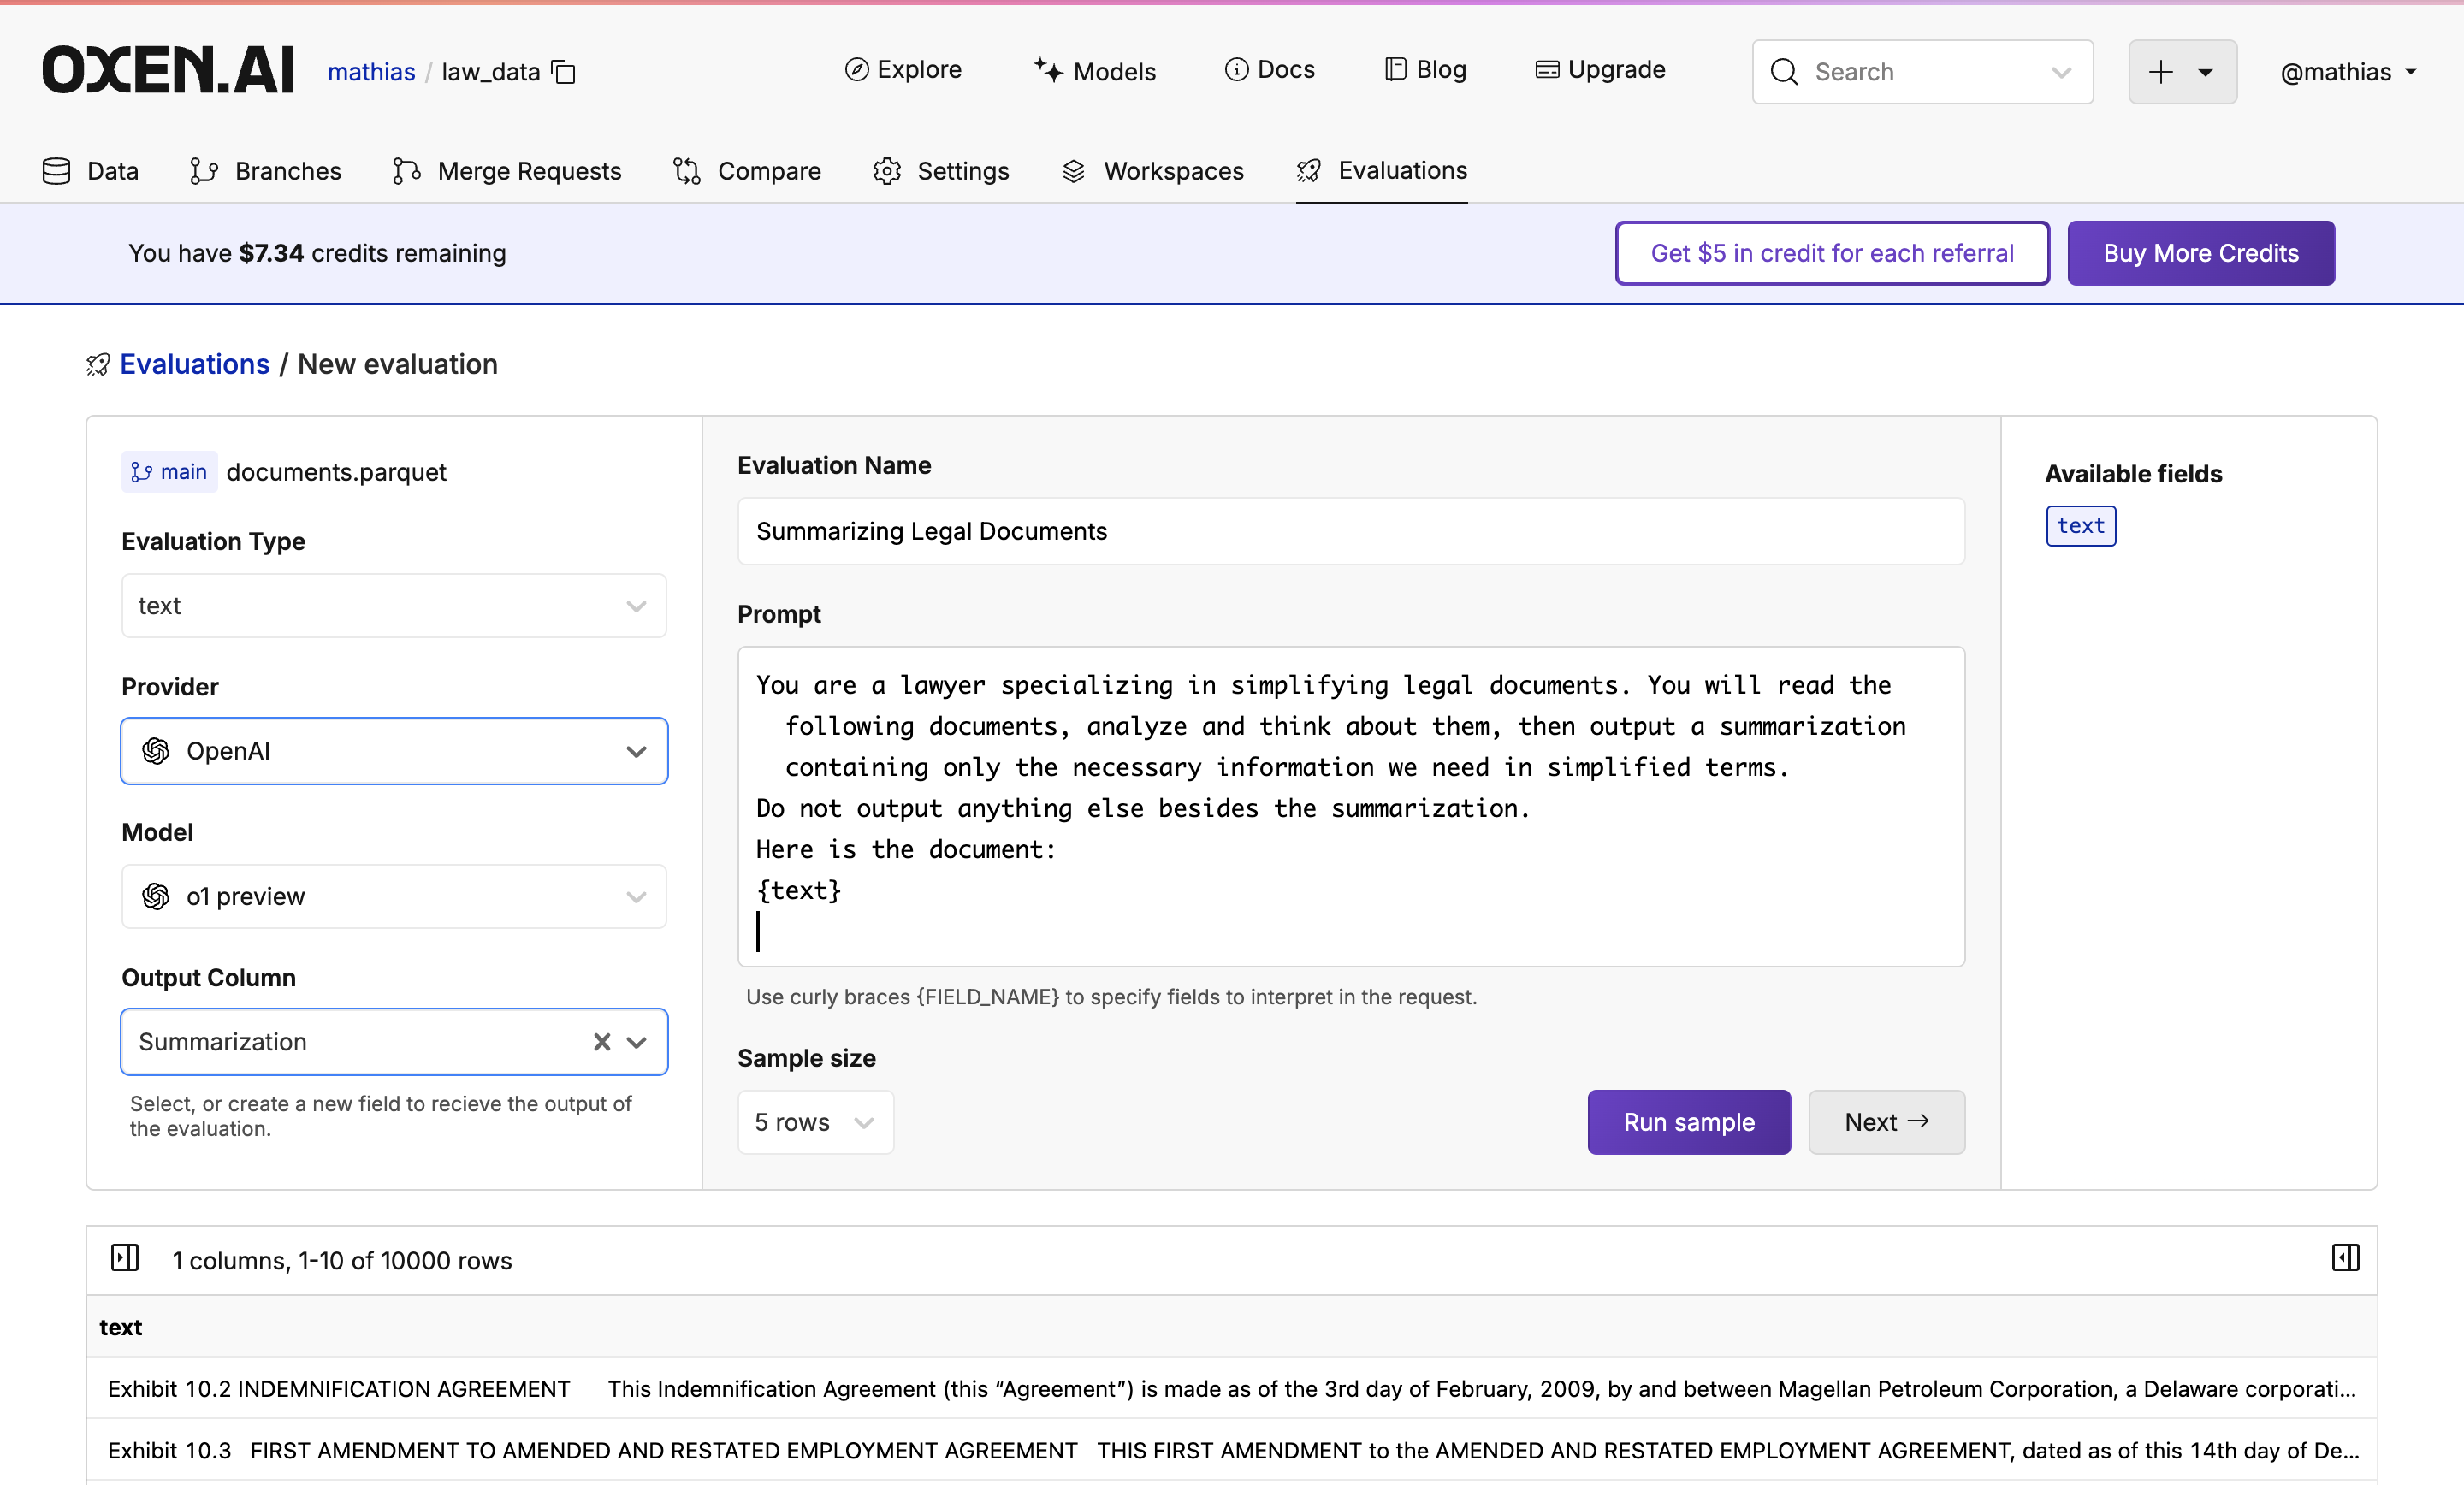 OXEN.AI mathias / law_data Explore Models Docs Blog Upgrade Search @mathias
Data Branches Merge Requests Compare Settings Workspaces Evaluations
You have $7.34 credits remaining Get $5 in credit for each referral Buy More Credits
Evaluations / New evaluation
main documents.parquet
Evaluation Type
text
Provider
OpenAI
Model
o1 preview
Output Column
Summarization
Select, or create a new field to recieve the output of
the evaluation.
Evaluation Name
Summarizing Legal Documents
Prompt
You are a lawyer specializing in simplifying legal documents. You will read the
following documents, analyze and think about them, then output a summarization
containing only the necessary information we need in simplified terms.
Do not output anything else besides the summarization.
Here is the document:
{text}
Use curly braces {FIELD_NAME} to specify fields to interpret in the request.
Sample size
5 rows Run sample Next →
Available fields
text
1 columns, 1-10 of 10000 rows
text
Exhibit 10.2 INDEMNIFICATION AGREEMENT This Indemnification Agreement (this “Agreement”) is made as of the 3rd day of February, 2009, by and between Magellan Petroleum Corporation, a Delaware corporati...
Exhibit 10.3 FIRST AMENDMENT TO AMENDED AND RESTATED EMPLOYMENT AGREEMENT THIS FIRST AMENDMENT to the AMENDED AND RESTATED EMPLOYMENT AGREEMENT, dated as of this 14th day of De...